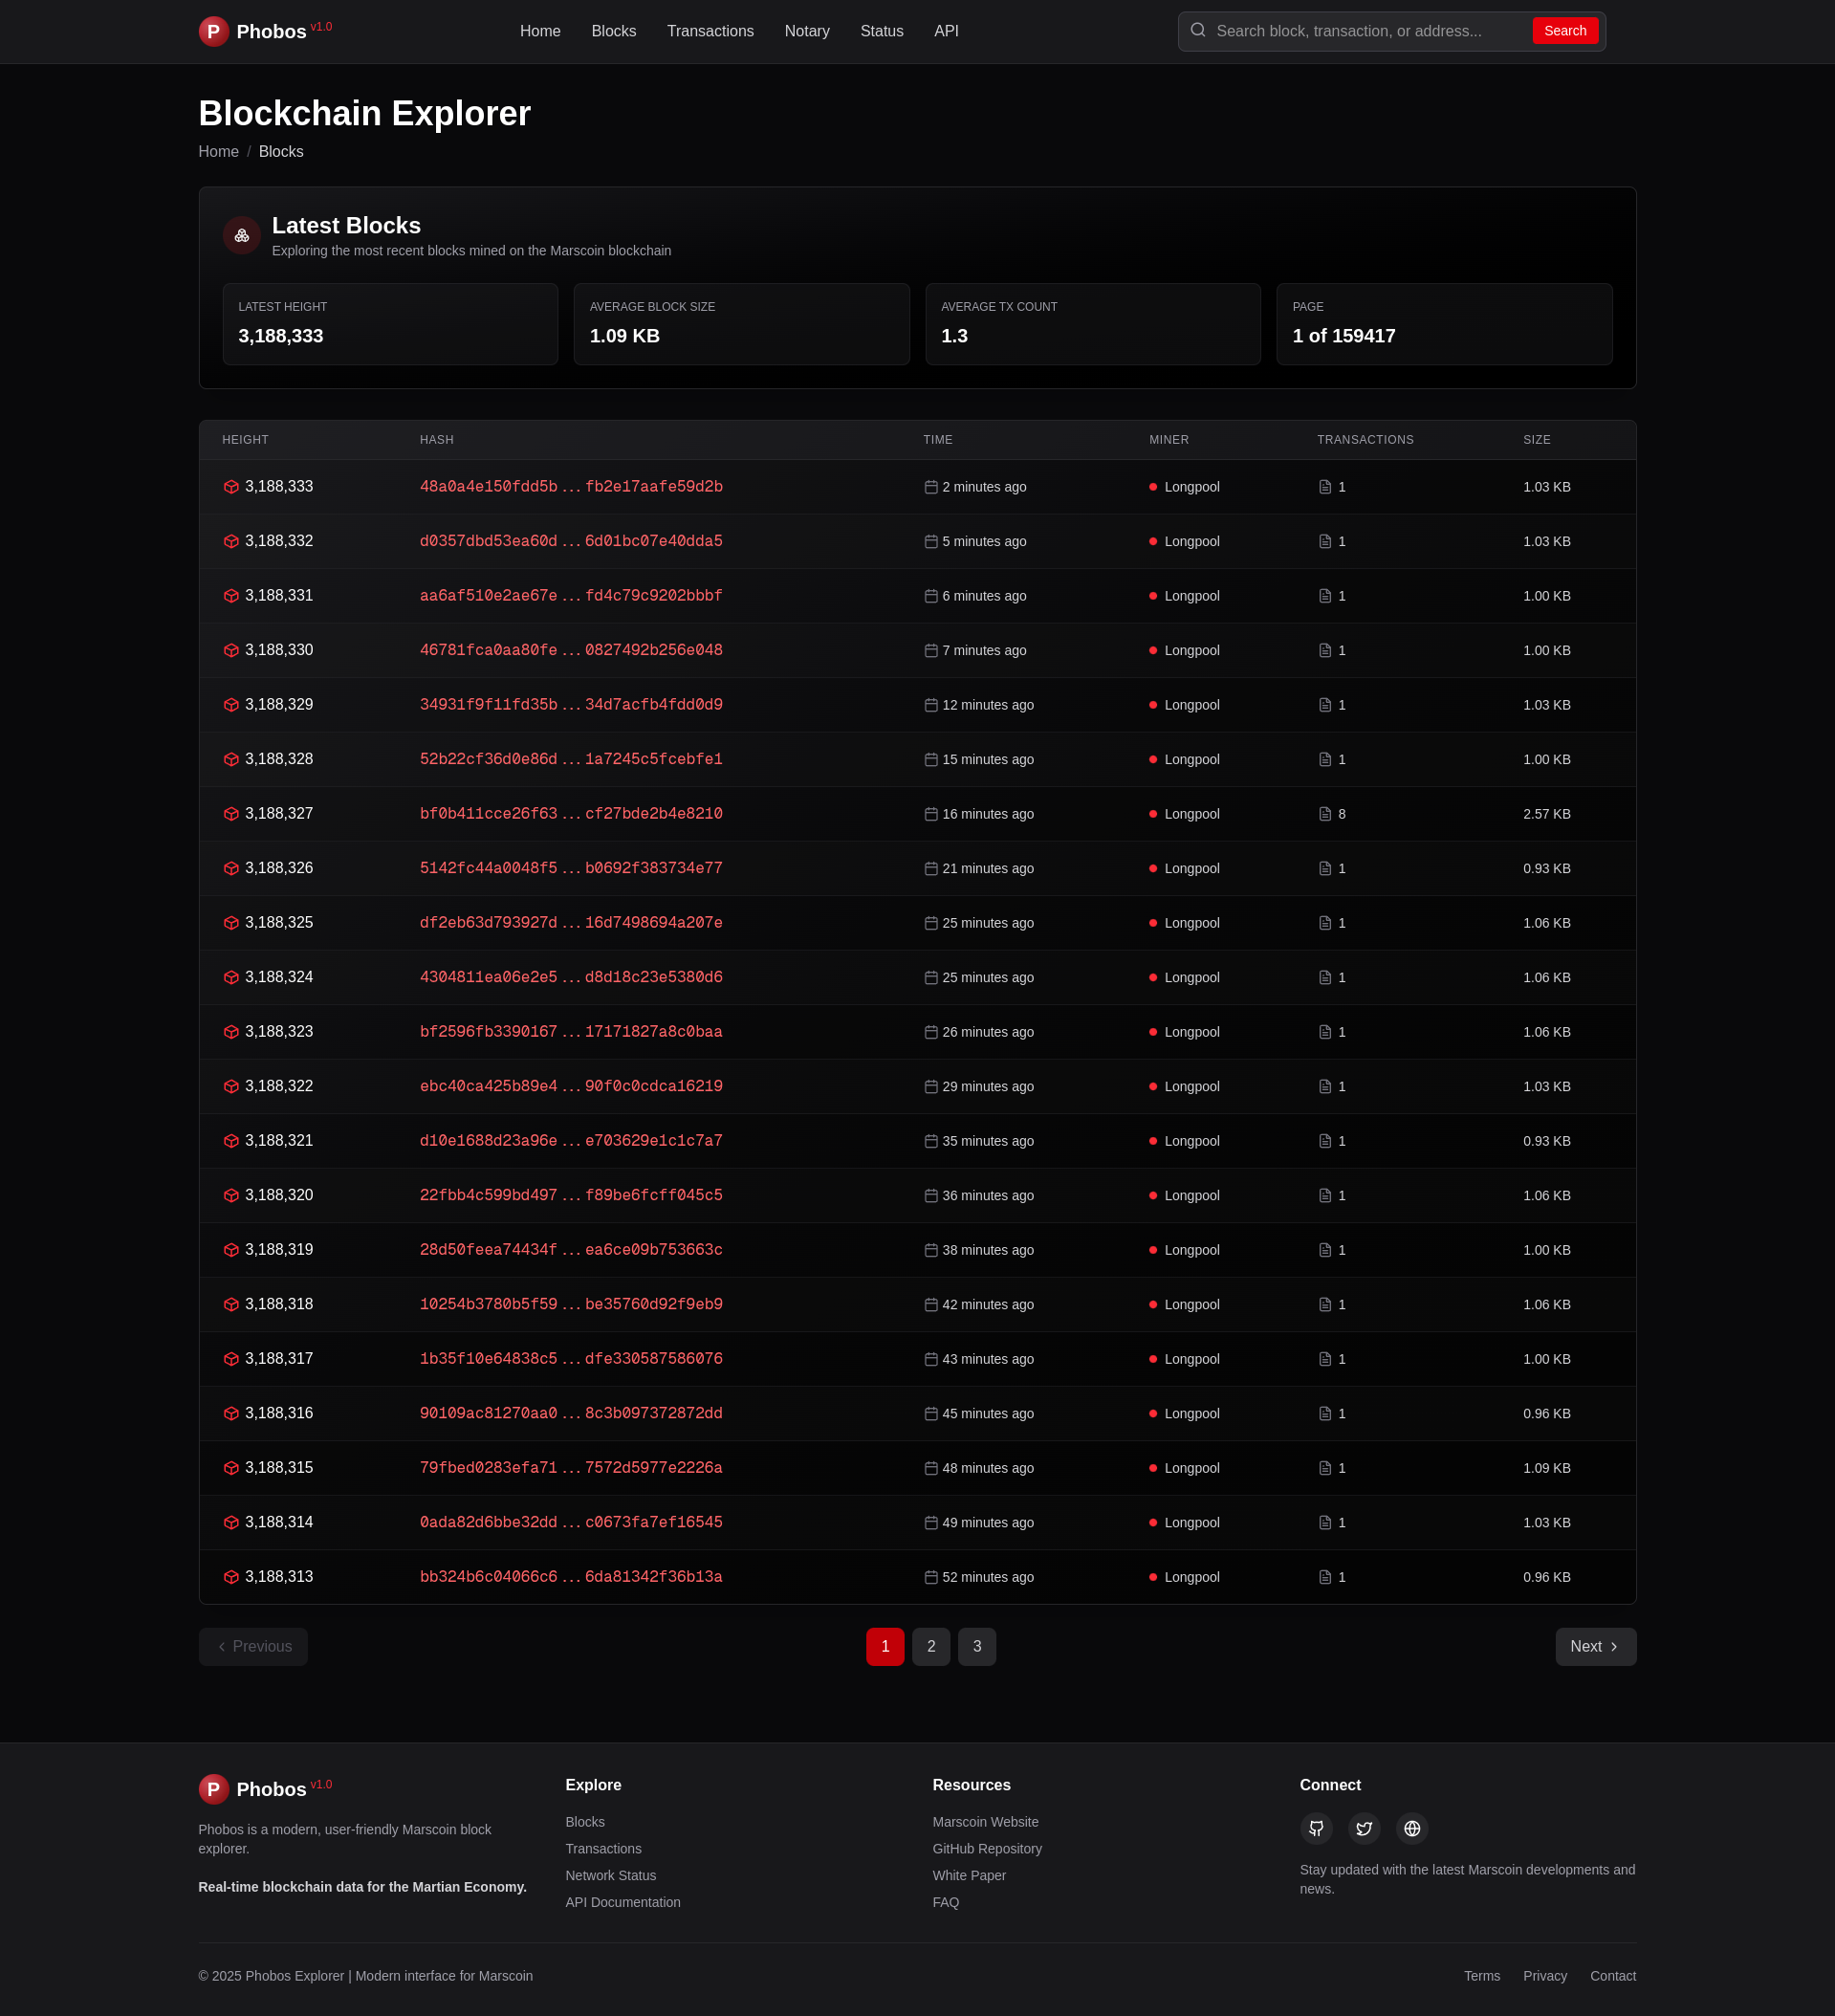 P Phobos v1.0 Home Blocks Transactions Notary Status API Search block, transaction, or address... Search
Blockchain Explorer
Home / Blocks
Latest Blocks
Exploring the most recent blocks mined on the Marscoin blockchain
LATEST HEIGHT AVERAGE BLOCK SIZE AVERAGE TX COUNT PAGE
3,188,333 1.09 KB 1.3 1 of 159417
HEIGHT HASH TIME MINER TRANSACTIONS SIZE
3,188,333 48a0a4e150fdd5b...fb2e17aafe59d2b 2 minutes ago Longpool 1 1.03 KB
3,188,332 d0357dbd53ea60d...6d01bc07e40dda5 5 minutes ago Longpool 1 1.03 KB
3,188,331 aa6af510e2ae67e...fd4c79c9202bbbf 6 minutes ago Longpool 1 1.00 KB
3,188,330 46781fca0aa80fe...0827492b256e048 7 minutes ago Longpool 1 1.00 KB
3,188,329 34931f9f11fd35b...34d7acfb4fdd0d9 12 minutes ago Longpool 1 1.03 KB
3,188,328 52b22cf36d0e86d...1a7245c5fcebfe1 15 minutes ago Longpool 1 1.00 KB
3,188,327 bf0b411cce26f63...cf27bde2b4e8210 16 minutes ago Longpool 8 2.57 KB
3,188,326 5142fc44a0048f5...b0692f383734e77 21 minutes ago Longpool 1 0.93 KB
3,188,325 df2eb63d793927d...16d7498694a207e 25 minutes ago Longpool 1 1.06 KB
3,188,324 4304811ea06e2e5...d8d18c23e5380d6 25 minutes ago Longpool 1 1.06 KB
3,188,323 bf2596fb3390167...17171827a8c0baa 26 minutes ago Longpool 1 1.06 KB
3,188,322 ebc40ca425b89e4...90f0c0cdca16219 29 minutes ago Longpool 1 1.03 KB
3,188,321 d10e1688d23a96e...e703629e1c1c7a7 35 minutes ago Longpool 1 0.93 KB
3,188,320 22fbb4c599bd497...f89be6fcff045c5 36 minutes ago Longpool 1 1.06 KB
3,188,319 28d50feea74434f...ea6ce09b753663c 38 minutes ago Longpool 1 1.00 KB
3,188,318 10254b3780b5f59...be35760d92f9eb9 42 minutes ago Longpool 1 1.06 KB
3,188,317 1b35f10e64838c5...dfe330587586076 43 minutes ago Longpool 1 1.00 KB
3,188,316 90109ac81270aa0...8c3b097372872dd 45 minutes ago Longpool 1 0.96 KB
3,188,315 79fbed0283efa71...7572d5977e2226a 48 minutes ago Longpool 1 1.09 KB
3,188,314 0ada82d6bbe32dd...c0673fa7ef16545 49 minutes ago Longpool 1 1.03 KB
3,188,313 bb324b6c04066c6...6da81342f36b13a 52 minutes ago Longpool 1 0.96 KB
Previous 1 2 3 Next
P Phobos v1.0
Phobos is a modern, user-friendly Marscoin block
explorer.
Real-time blockchain data for the Martian Economy.
Explore
Blocks
Transactions
Network Status
API Documentation
Resources
Marscoin Website
GitHub Repository
White Paper
FAQ
Connect
Stay updated with the latest Marscoin developments and
news.
© 2025 Phobos Explorer | Modern interface for Marscoin Terms Privacy Contact